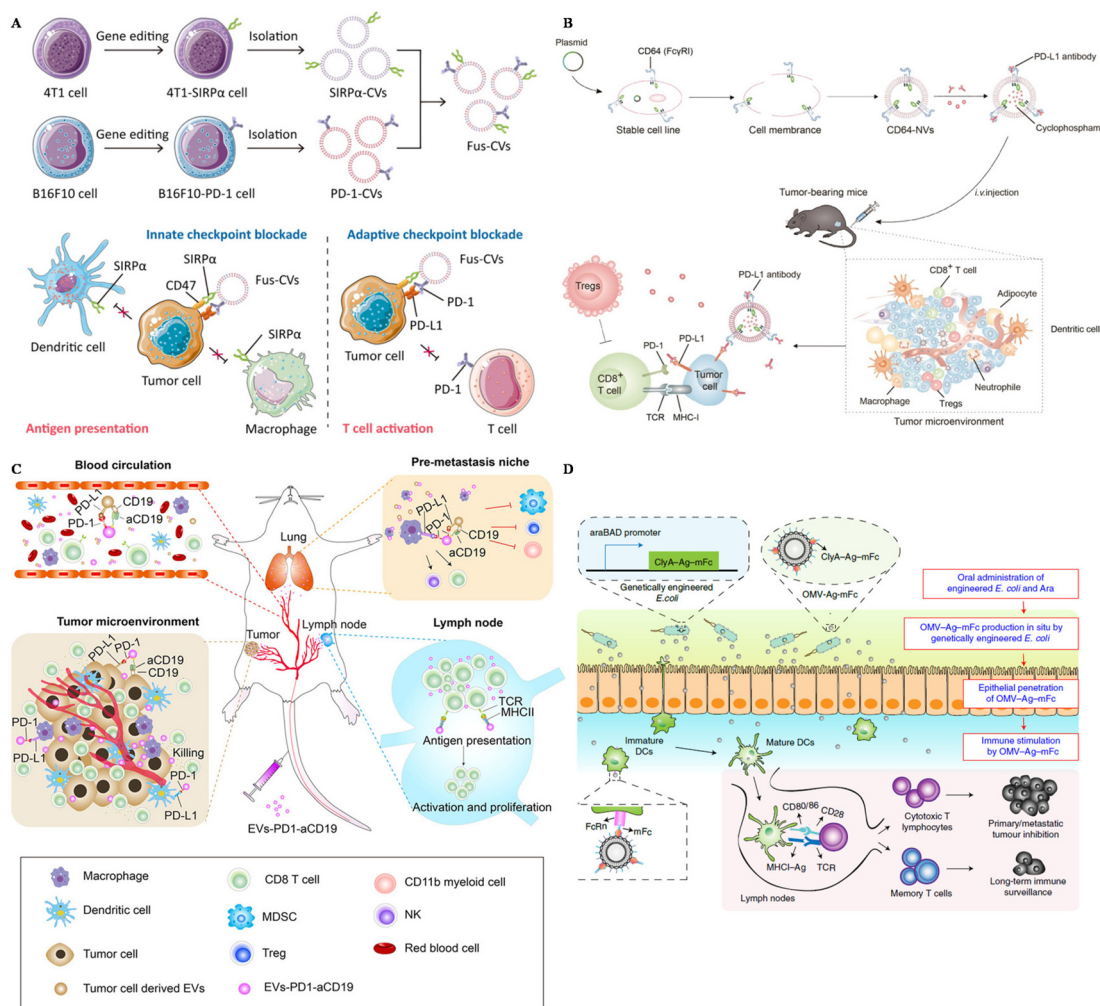 A
Gene editing
Isolation
4T1 cell
4T1-SIRPα cell
SIRPα-CVs
Gene editing
Isolation
Fus-CVs
B16F10 cell
B16F10-PD-1 cell
PD-1-CVs
Innate checkpoint blockade
Adaptive checkpoint blockade
SIRPα
SIRPα
CD47
Fus-CVs
Fus-CVs
PD-1
PD-L1
Dendritic cell
Tumor cell
SIRPα
Tumor cell
PD-1
Macrophage
T cell
Antigen presentation
T cell activation
B
Plasmid
CD64 (FcγRI)
PD-L1 antibody
Stable cell line
Cell membrance
CD64-NVs
Cyclophospham
i.v.injection
Tumor-bearing mice
PD-L1 antibody
CD8+ T cell
Tregs
Adipocyte
Dentritic cell
PD-1
PD-L1
CD8+
T cell
Tumor
cell
Neutrophile
Macrophage
Tregs
TCR
MHC-I
Tumor microenvironment
C
Blood circulation
Pre-metastasis niche
PD-L1
CD19
PD-1
aCD19
PD-L1
PD-1
CD19
aCD19
Lung
Tumor
Lymph node
Tumor microenvironment
Lymph node
PD-L1
PD-1
aCD19
CD19
PD-1
PD-L1
Killing
PD-1
PD-L1
TCR
MHCII
Antigen presentation
Activation and proliferation
EVs-PD1-aCD19
Macrophage
CD8 T cell
CD11b myeloid cell
Dendritic cell
MDSC
NK
Tumor cell
Treg
Red blood cell
Tumor cell derived EVs
EVs-PD1-aCD19
D
araBAD promoter
ClyA–Ag–mFc
ClyA–Ag–mFc
Genetically engineered
E.coli
OMV-Ag-mFc
Oral administration of
engineered E. coli and Ara
OMV–Ag–mFc production in situ by
genetically engineered E. coli
Epithelial penetration
of OMV–Ag–mFc
Immune stimulation
by OMV–Ag–mFc
Immature
DCs
Mature DCs
FcRn
mFc
CD80/86
CD28
MHCI–Ag
TCR
Lymph nodes
Cytotoxic T
lymphocytes
Primary/metastatic
tumour inhibition
Memory T cells
Long-term immune
surveillance